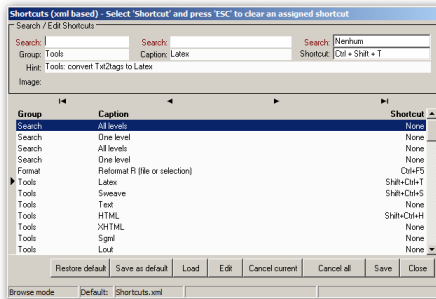 Shortcuts (xml based) - Select 'Shortcut' and press 'ESC' to clear an assigned shortcut
Search / Edit Shortcuts
Search: Search: Search: Nenhum
Group: Tools Caption: Latex Shortcut: Ctrl + Shift + T
Hint: Tools: convert Txt2tags to Latex
Image:
Group Caption Shortcut
Search All levels None
Search One level None
Search All levels None
Search One level None
Format Reformat R (file or selection) Ctrl+F5
Tools Latex Shift+Ctrl+T
Tools Sweave Shift+Ctrl+S
Tools Text None
Tools HTML Shift+Ctrl+H
Tools XHTML None
Tools Sgml None
Tools Lout None
Restore default Save as default Load Edit Cancel current Cancel all Save Close
Browse mode Default: Shortcuts.xml